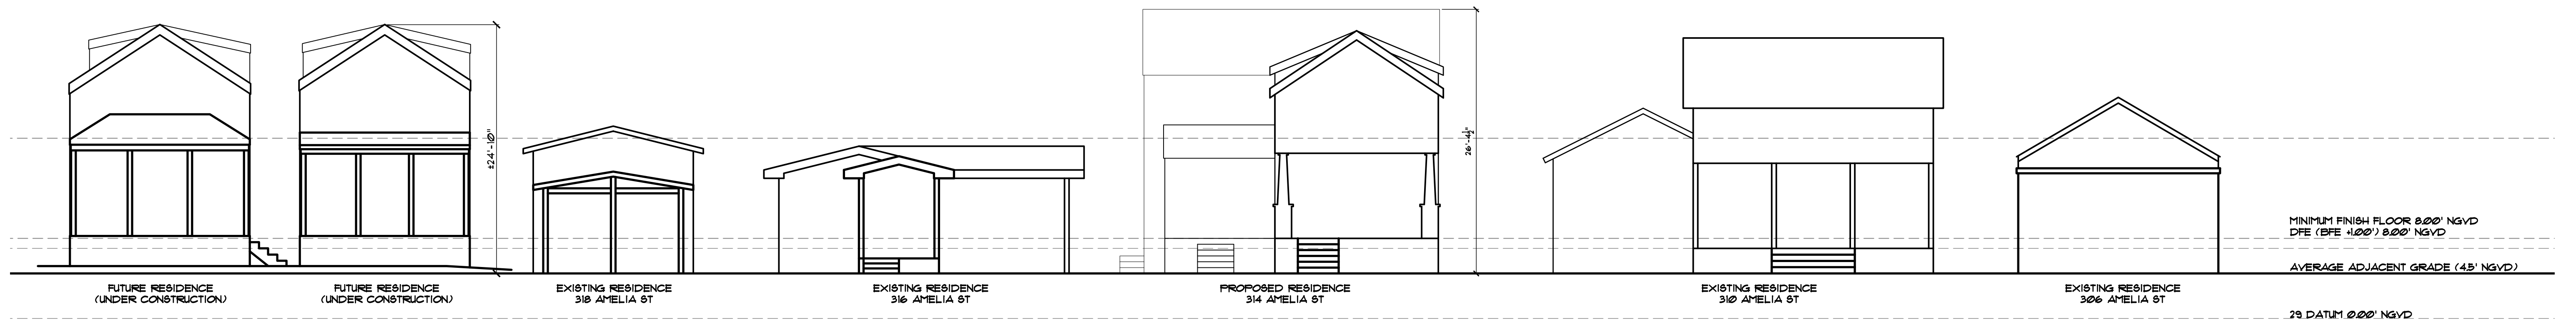 ±24'-10"
26'-4½"
MINIMUM FINISH FLOOR 8.00' NGVD
DFE (BFE +1.00') 8.00' NGVD
AVERAGE ADJACENT GRADE (4.5' NGVD)
FUTURE RESIDENCE
(UNDER CONSTRUCTION)
FUTURE RESIDENCE
(UNDER CONSTRUCTION)
EXISTING RESIDENCE
318 AMELIA ST
EXISTING RESIDENCE
316 AMELIA ST
PROPOSED RESIDENCE
314 AMELIA ST
EXISTING RESIDENCE
310 AMELIA ST
EXISTING RESIDENCE
306 AMELIA ST
29 DATUM 0.00' NGVD